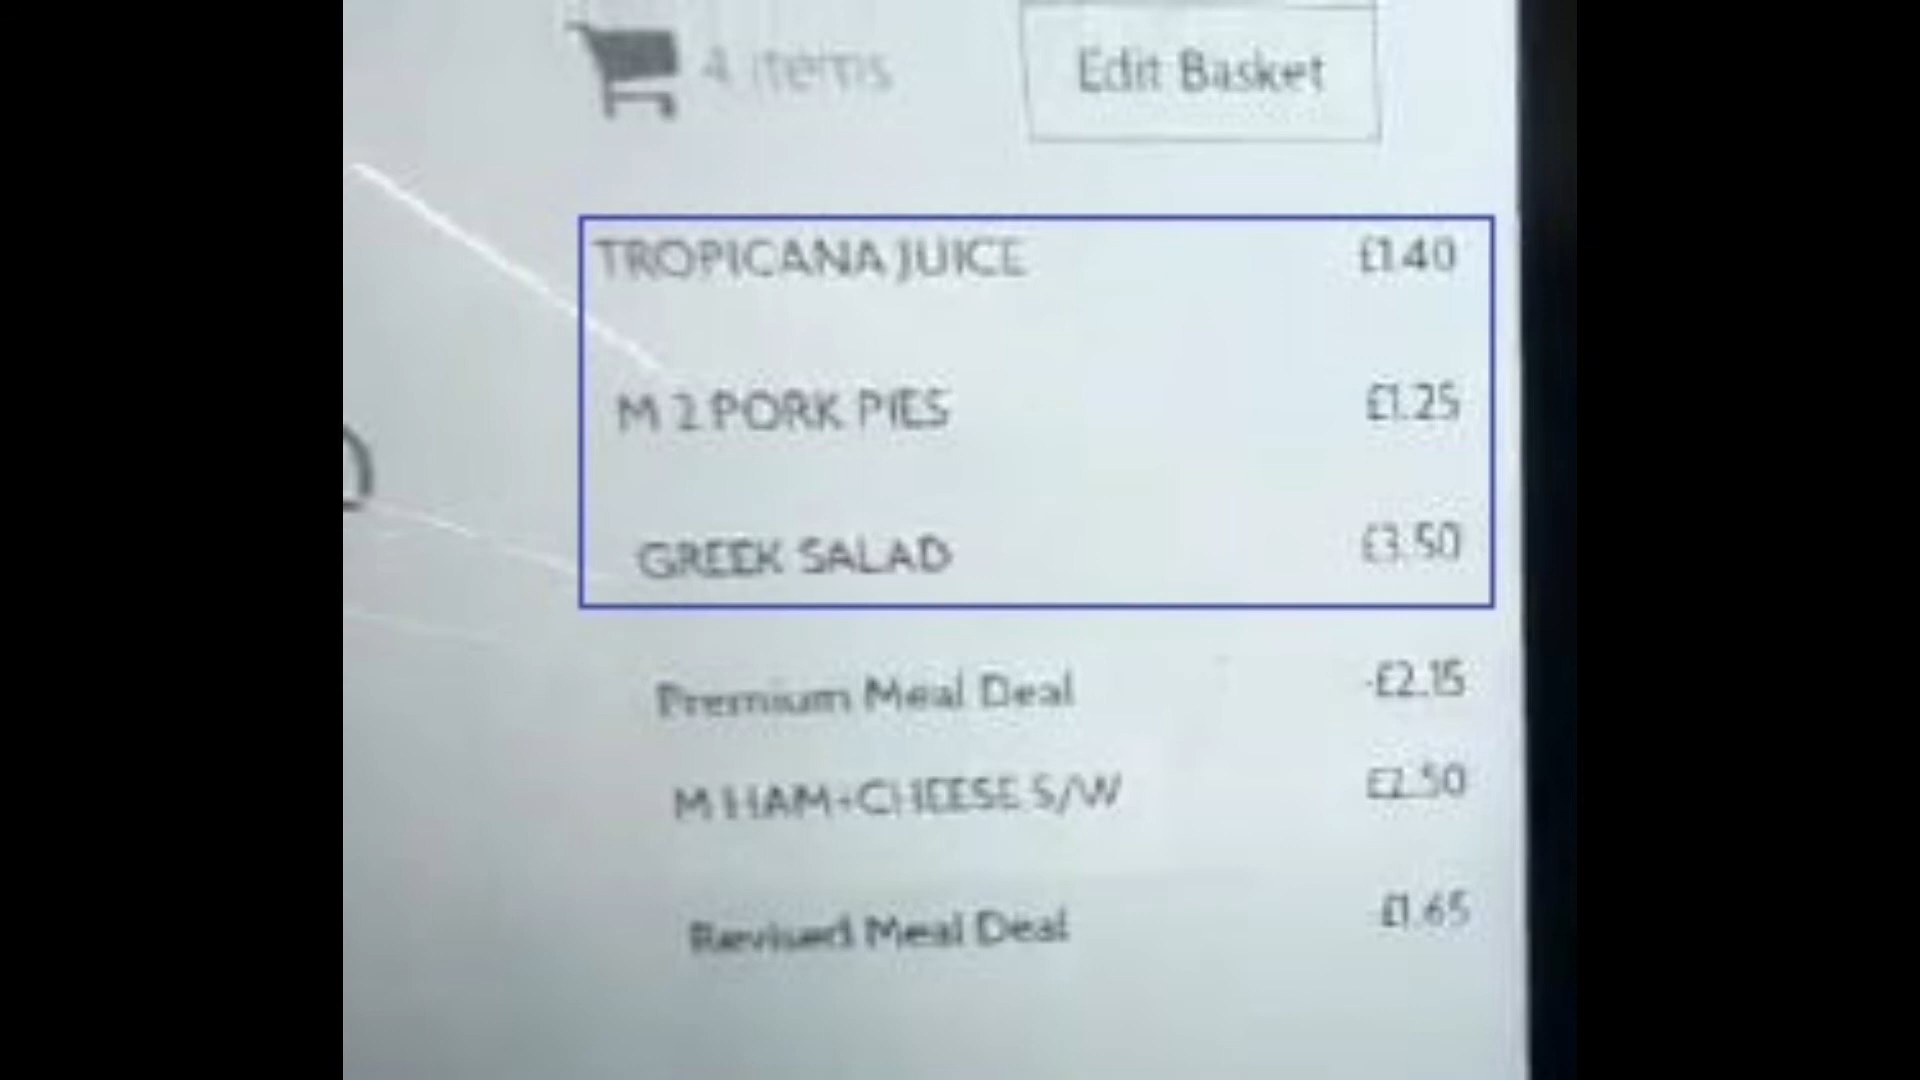 4 items
Edit Basket
TROPICANA JUICE £1.40
M 2 PORK PIES £1.25
GREEK SALAD £3.50
Premium Meal Deal -£2.15
M HAM+CHEESE S/W £2.50
Revised Meal Deal -£1.65